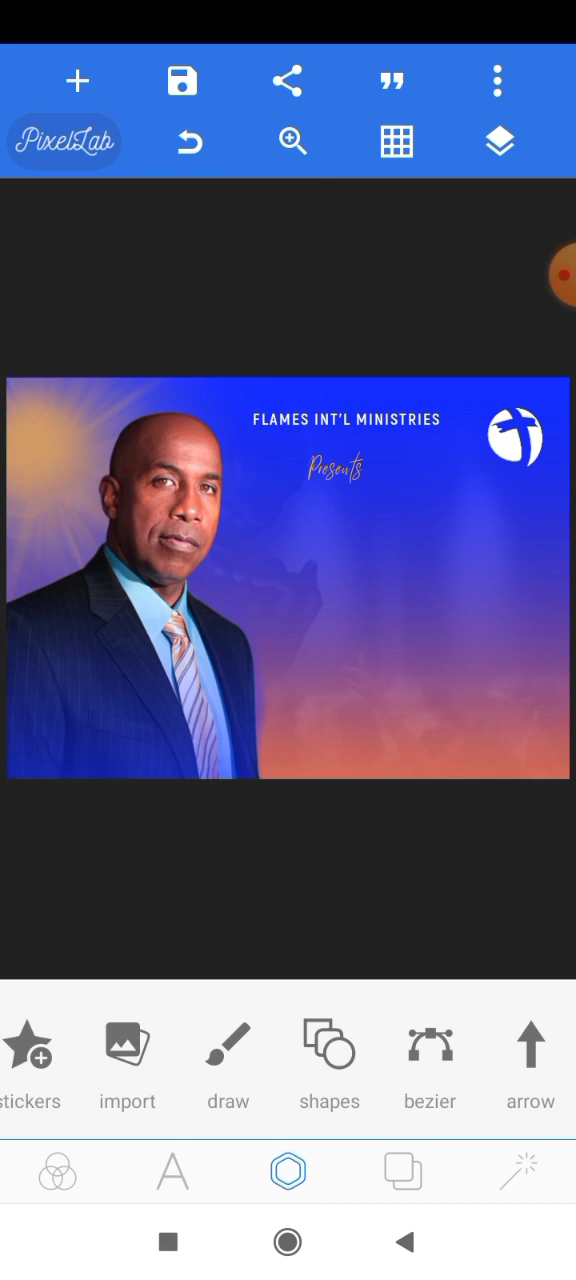 PixelLab
FLAMES INT'L MINISTRIES
Presents
stickers
import
draw
shapes
bezier
arrow